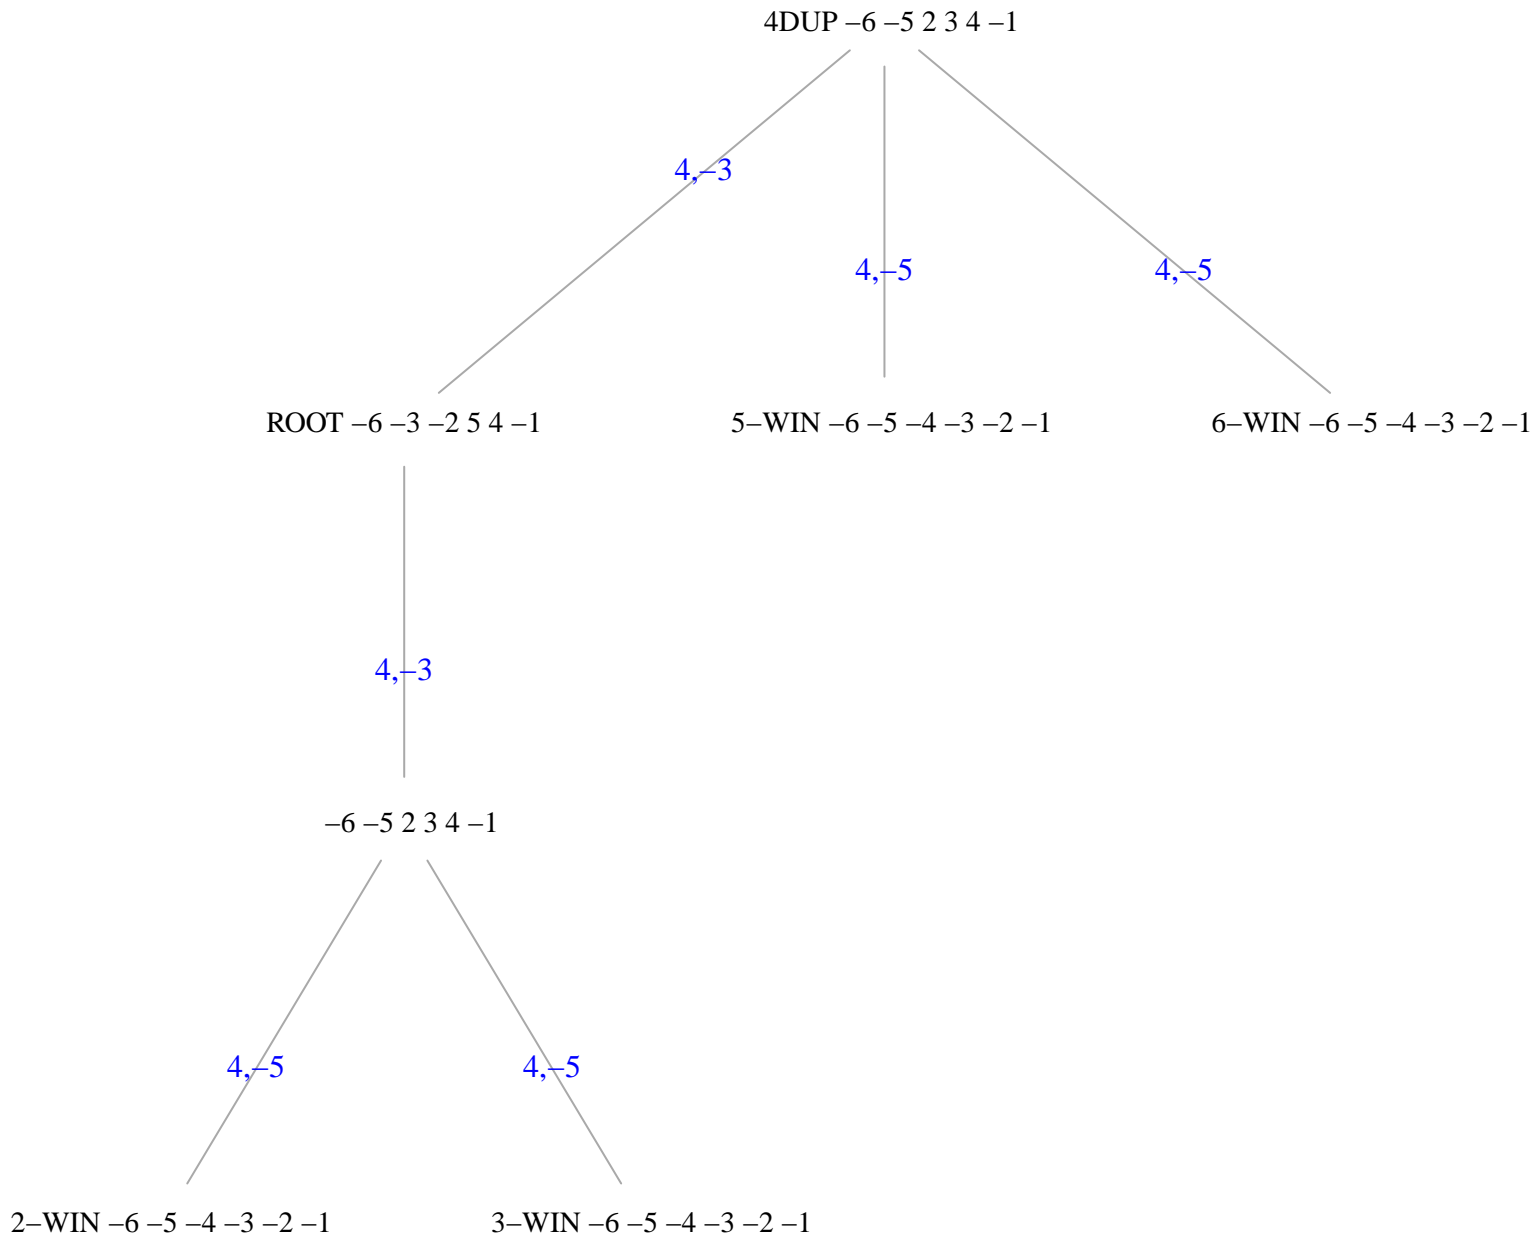 4DUP –6 –5 2 3 4 –1
4,–3
4,–5
4,–5
ROOT –6 –3 –2 5 4 –1
5–WIN –6 –5 –4 –3 –2 –1
6–WIN –6 –5 –4 –3 –2 –1
4,–3
–6 –5 2 3 4 –1
4,–5
4,–5
2–WIN –6 –5 –4 –3 –2 –1
3–WIN –6 –5 –4 –3 –2 –1